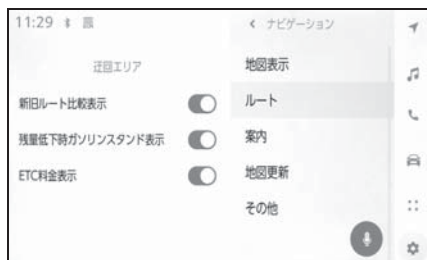 11:29
迂回エリア
新旧ルート比較表示
残量低下時ガソリンスタンド表示
ETC料金表示
ナビゲーション
地図表示
ルート
案内
地図更新
その他